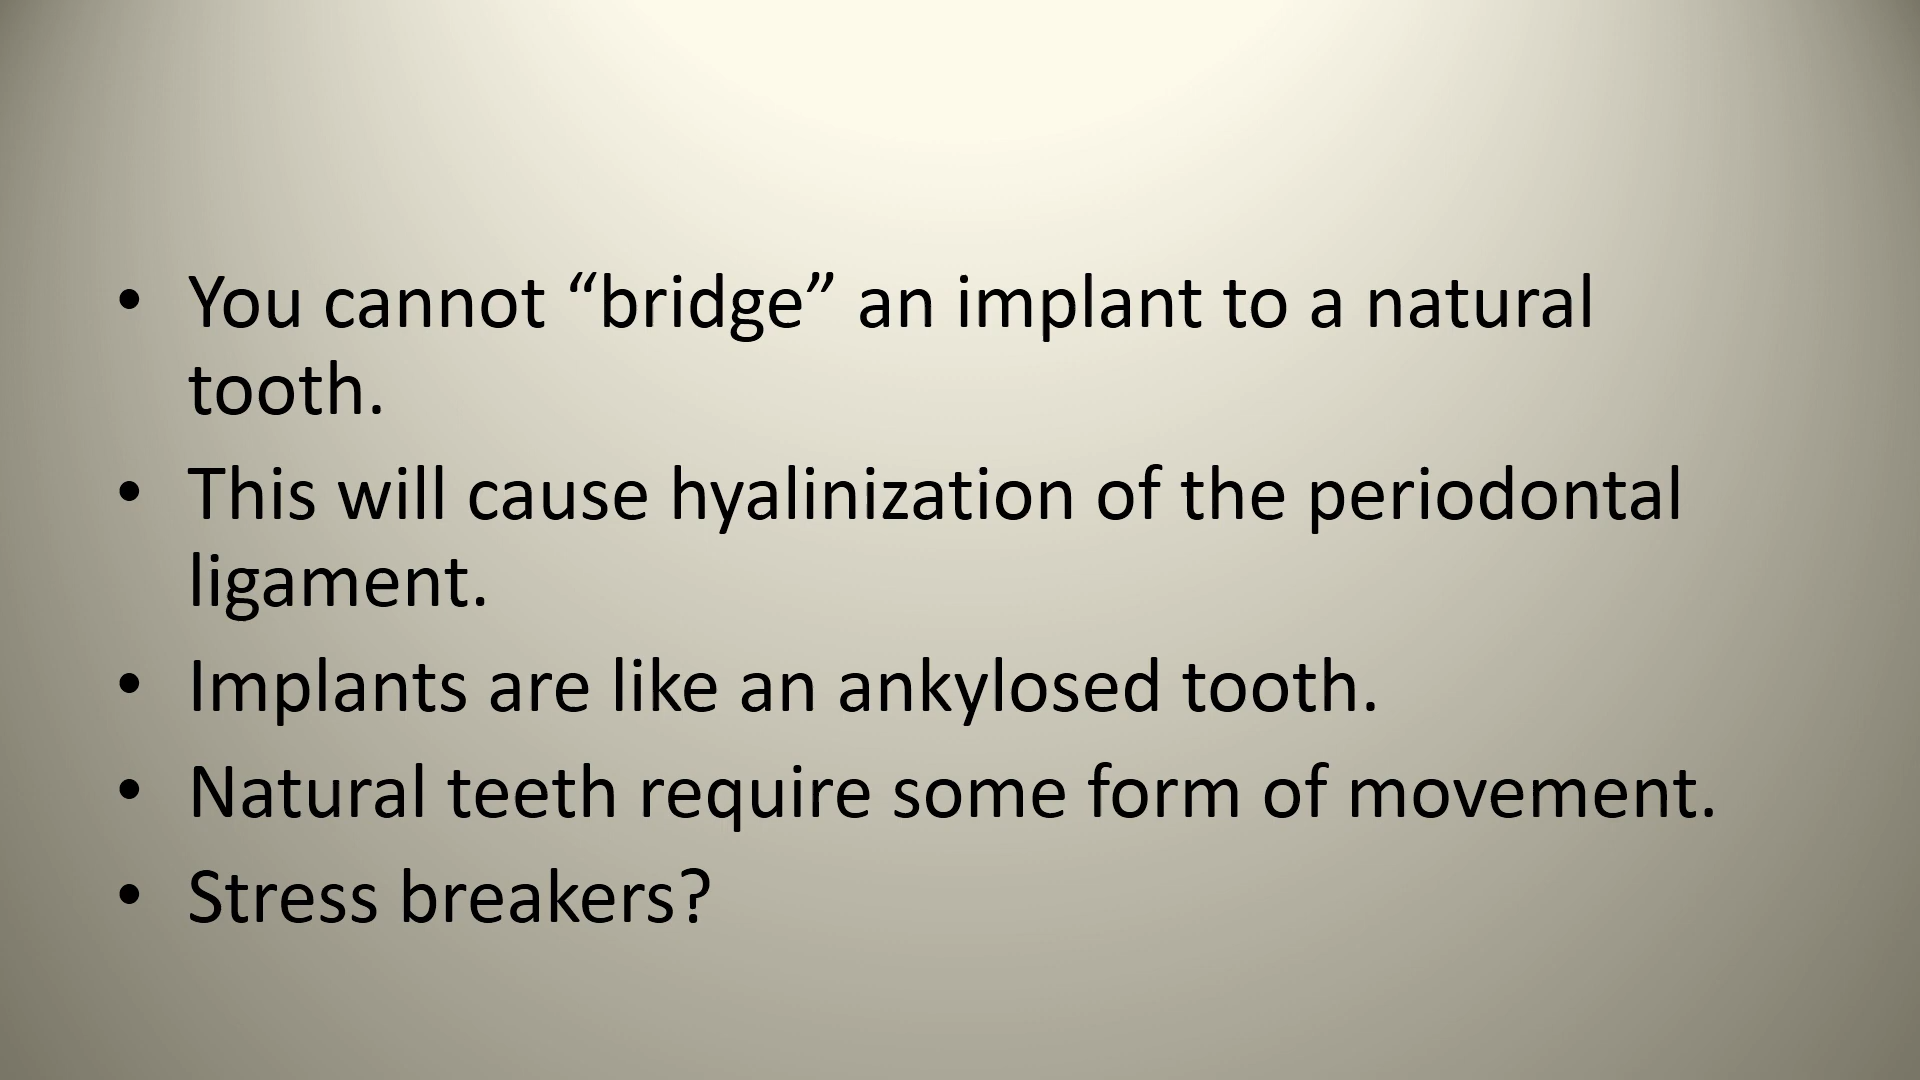 • You cannot “bridge” an implant to a natural
tooth.
• This will cause hyalinization of the periodontal
ligament.
• Implants are like an ankylosed tooth.
• Natural teeth require some form of movement.
• Stress breakers?